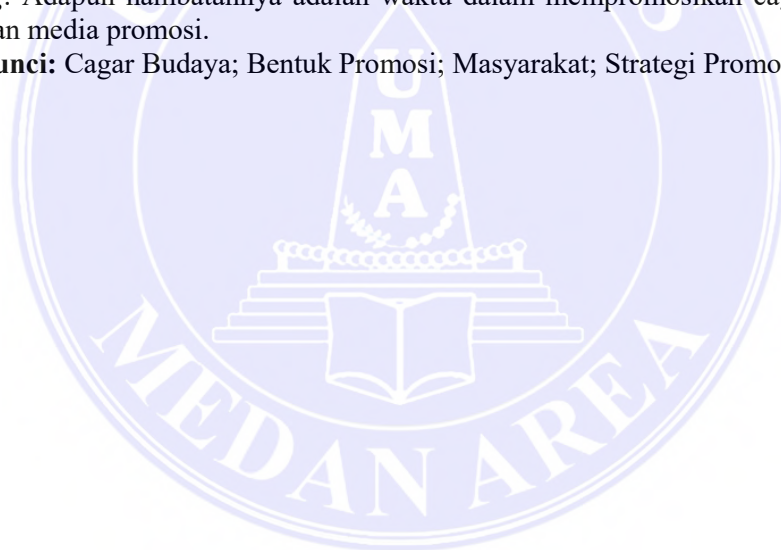 Adapun hambatannya adalah waktu dalam mempromosikan
an media promosi.
unci: Cagar Budaya; Bentuk Promosi; Masyarakat; Strategi Promo
U
M
A
MEDAN AREA